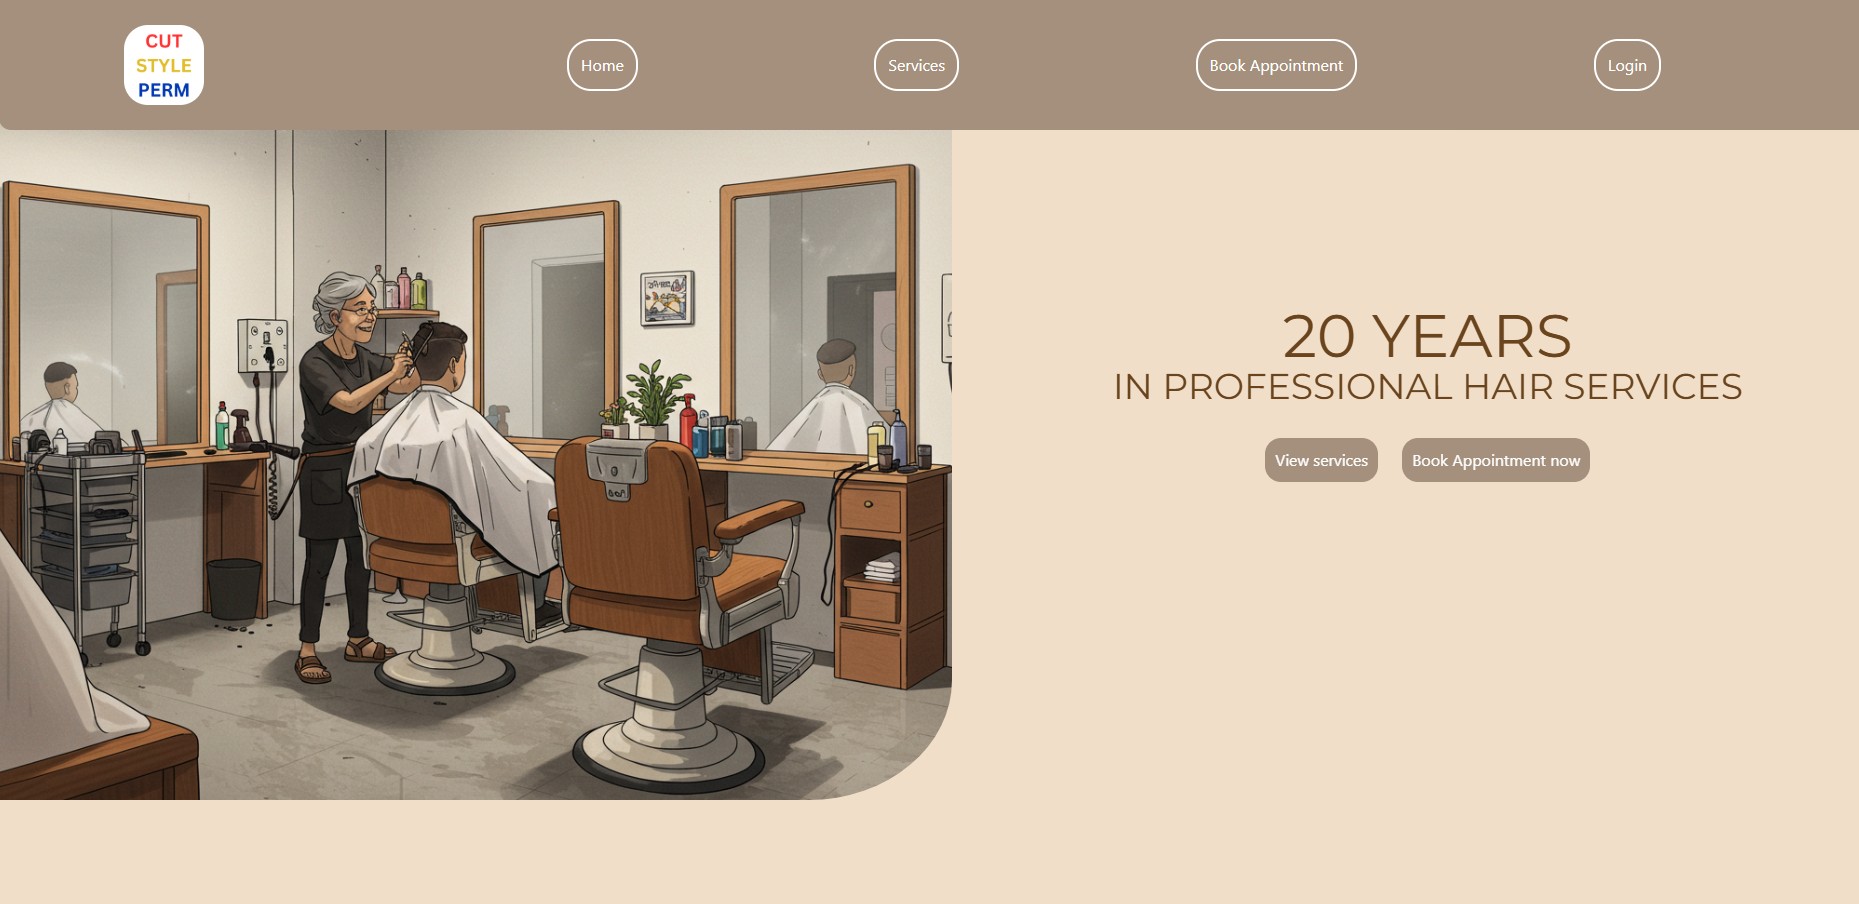 CUT
STYLE
PERM
Home
Services
Book Appointment
Login
20 YEARS
IN PROFESSIONAL HAIR SERVICES
View services
Book Appointment now